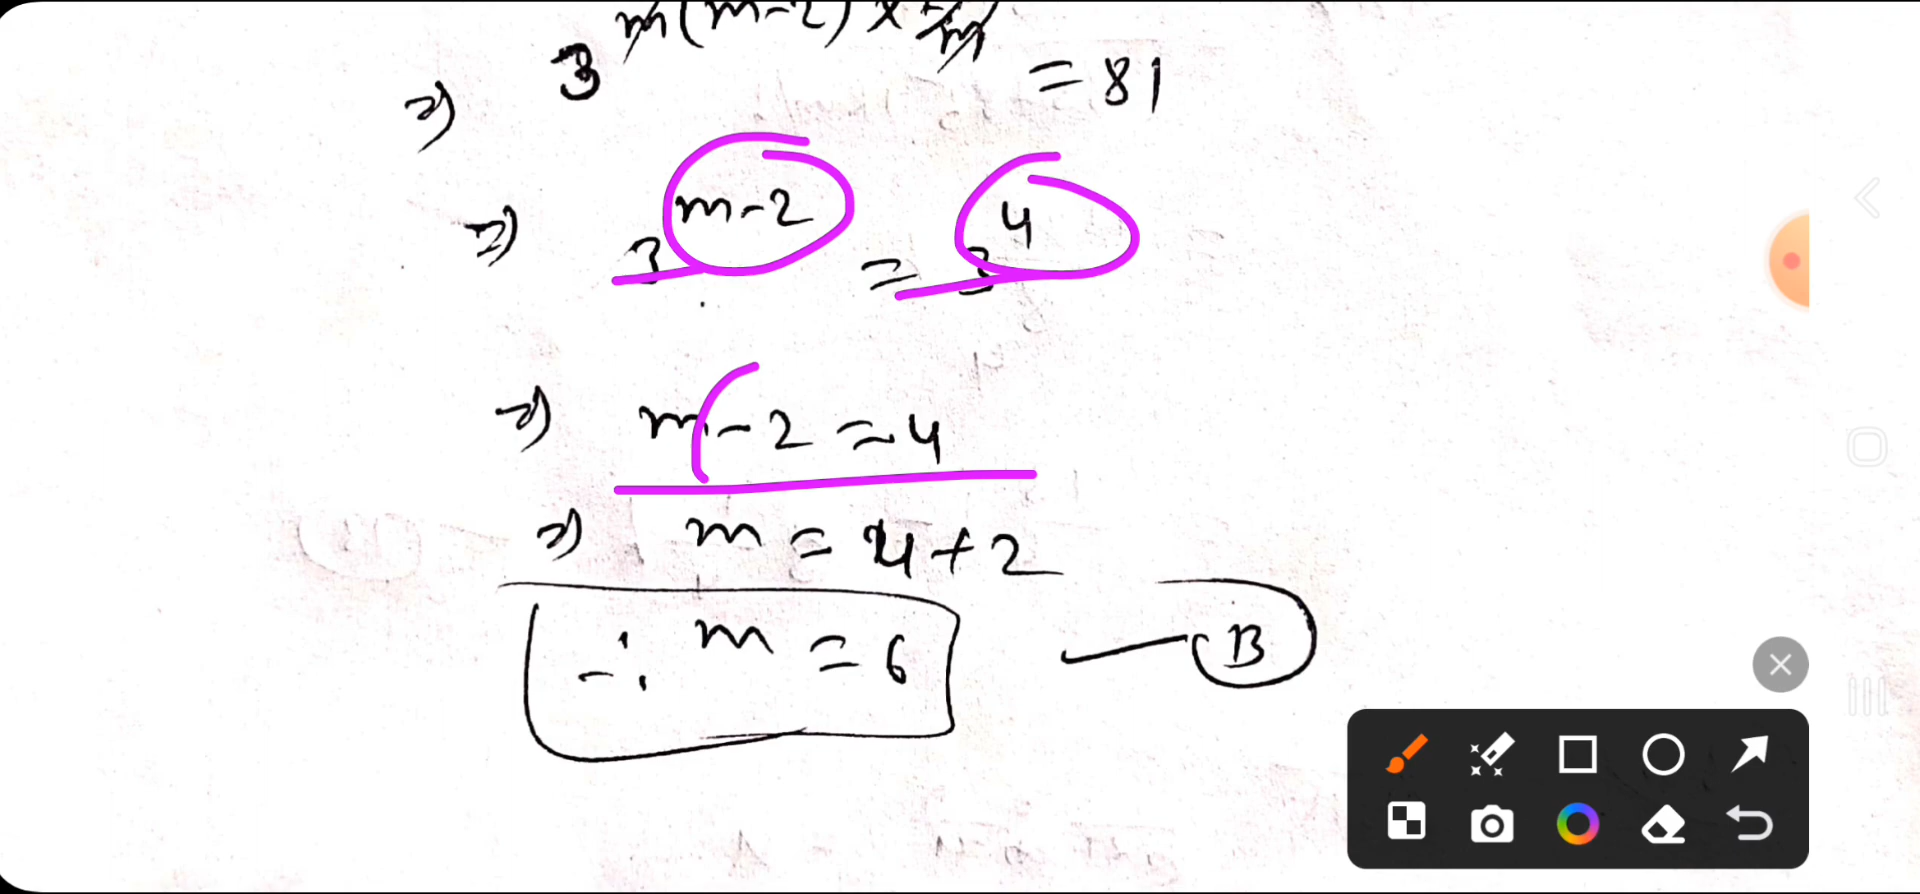 ⇒) 3^m(m-2) × 1/m = 81
⇒) 3^m-2 = 3^4
⇒) m-2 = 4
⇒) m = 4+2
∴ m = 6 — B